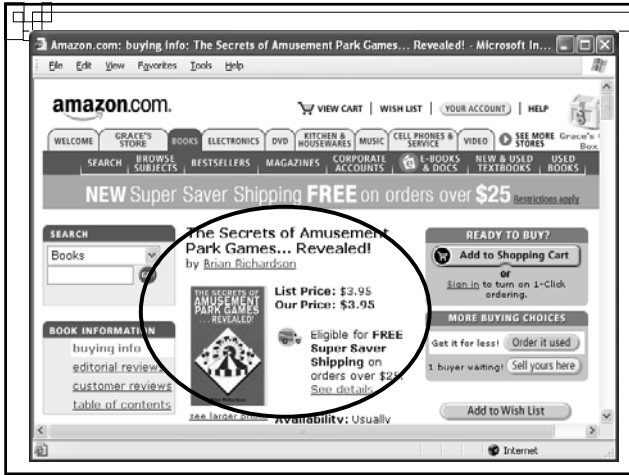 Amazon.com: buying info: The Secrets of Amusement Park Games... Revealed! - Microsoft In...
File Edit View Favorites Tools Help
amazon.com.
VIEW CART | WISH LIST | YOUR ACCOUNT | HELP
WELCOME GRACE'S STORE BOOKS ELECTRONICS DVD KITCHEN & HOUSEWARES MUSIC CELL PHONES & SERVICE VIDEO SEE MORE STORES Grace's
Box
SEARCH BROWSE SUBJECTS BESTSELLERS MAGAZINES CORPORATE ACCOUNTS E-BOOKS & DOCS NEW & USED TEXTBOOKS USED BOOKS
NEW Super Saver Shipping FREE on orders over $25 Restrictions apply
SEARCH
Books
GO
BOOK INFORMATION
buying info
editorial reviews
customer reviews
table of contents
The Secrets of Amusement
Park Games... Revealed!
by Brian Richardson
THE SECRETS OF
AMUSEMENT
PARK GAMES
...REVEALED!
Richardson
see larger photo
List Price: $3.95
Our Price: $3.95
Eligible for FREE
Super Saver
Shipping on
orders over $25.
See details
Availability: Usually
READY TO BUY?
Add to Shopping Cart
or
Sign in to turn on 1-Click
ordering.
MORE BUYING CHOICES
Get it for less! Order it used
1 buyer waiting! Sell yours here
Add to Wish List
Internet